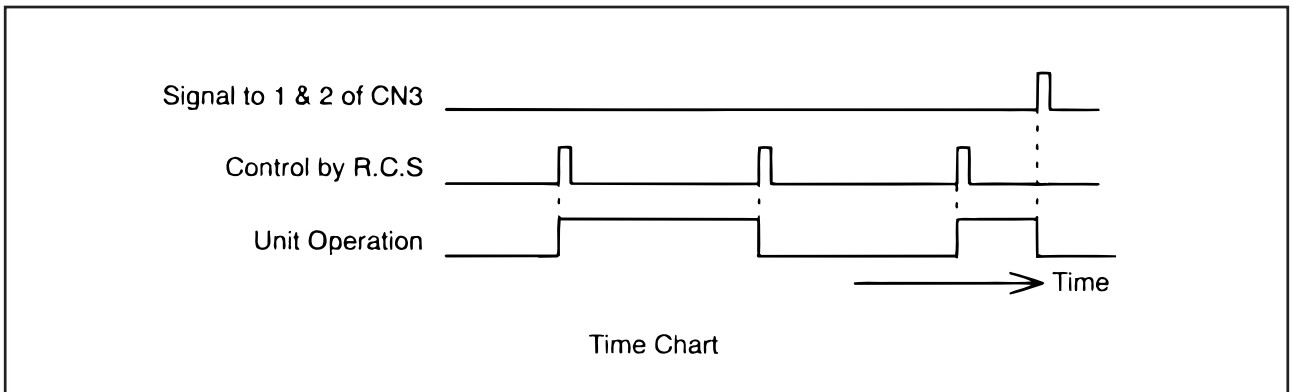 Signal to 1 & 2 of CN3
Control by R.C.S
Unit Operation
Time
Time Chart